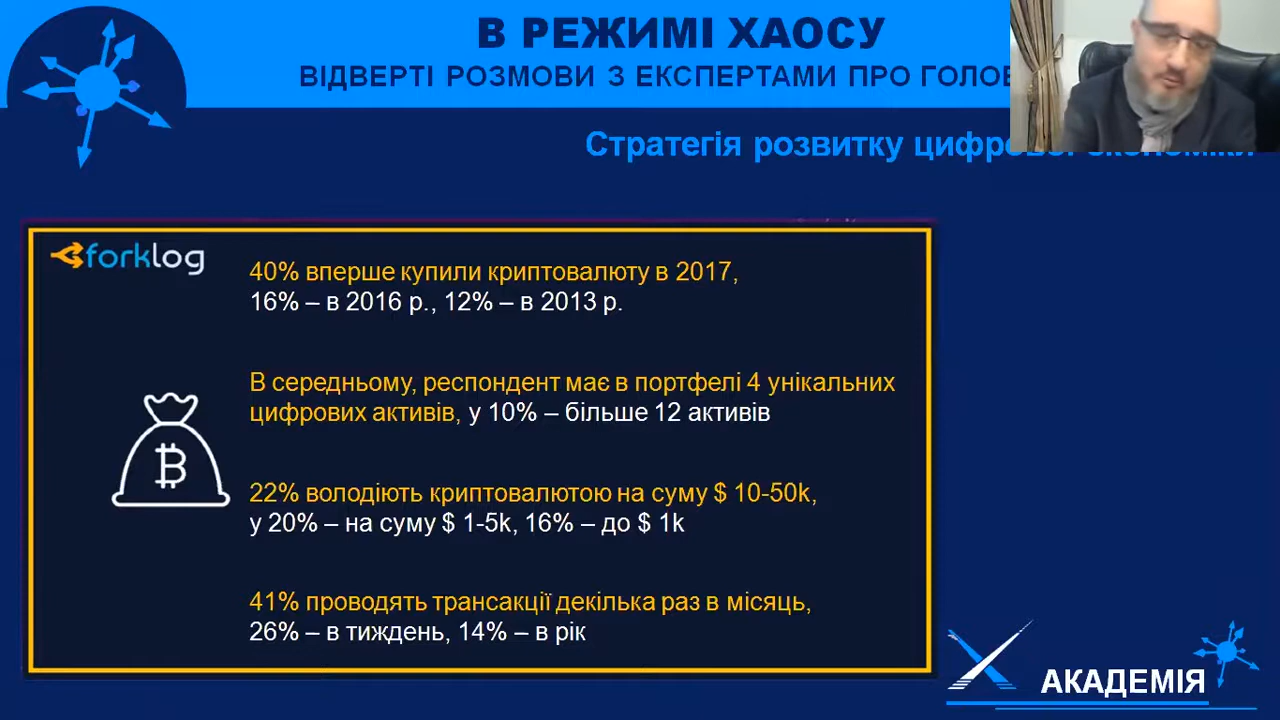 В РЕЖИМІ ХАОСУ
ВІДВЕРТІ РОЗМОВИ З ЕКСПЕРТАМИ ПРО
Стратегія розвитку
forklog
40% вперше купили криптовалюту в 2017,
16% – в 2016 р., 12% – в 2013 р.
В середньому, респондент має в портфелі 4 унікальних
цифрових активів, у 10% – більше 12 активів
22% володіють криптовалютою на суму $ 10-50k,
у 20% – на суму $ 1-5k, 16% – до $ 1k
41% проводять трансакції декілька раз в місяць,
26% – в тиждень, 14% – в рік
АКАДЕМІЯ